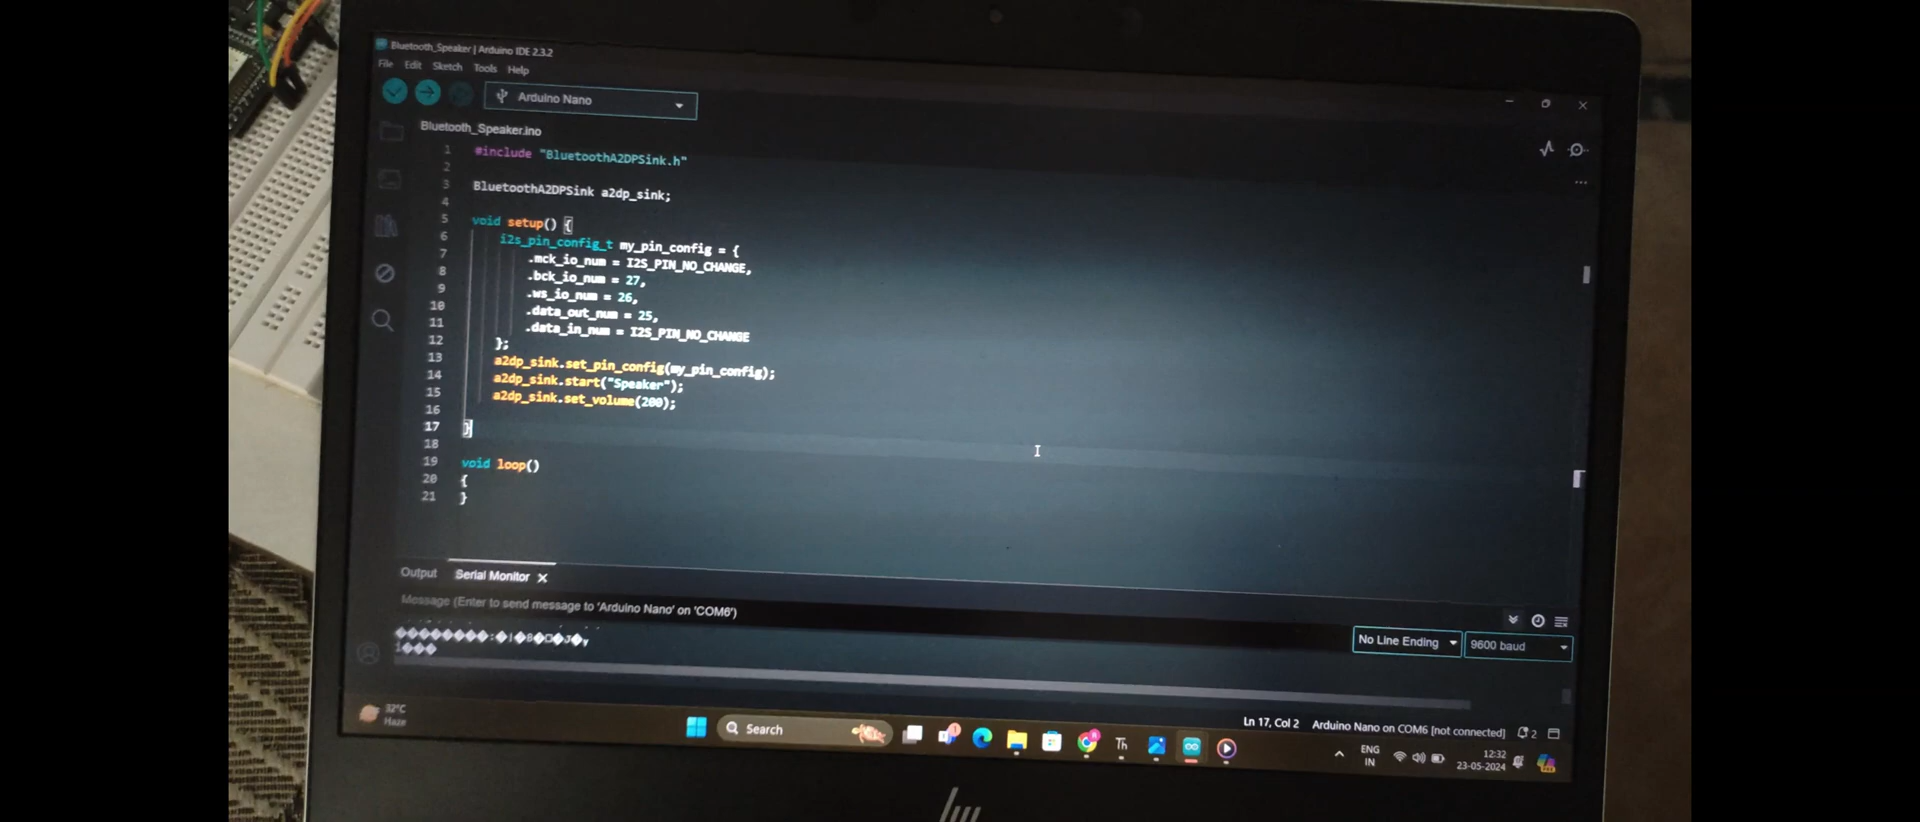 Bluetooth_Speaker | Arduino IDE 2.3.2
File Edit Sketch Tools Help
Arduino Nano
Bluetooth_Speaker.ino
1 #include "BluetoothA2DPSink.h"
2
3 BluetoothA2DPSink a2dp_sink;
4
5 void setup() {
6 i2s_pin_config_t my_pin_config = {
7 .mck_io_num = I2S_PIN_NO_CHANGE,
8 .bck_io_num = 27,
9 .ws_io_num = 26,
10 .data_out_num = 25,
11 .data_in_num = I2S_PIN_NO_CHANGE
12 };
13 a2dp_sink.set_pin_config(my_pin_config);
14 a2dp_sink.start("Speaker");
15 a2dp_sink.set_volume(200);
16
17 }
18
19 void loop()
20 {
21 }
Output Serial Monitor
Message (Enter to send message to 'Arduino Nano' on 'COM6')
No Line Ending 9600 baud
Ln 17, Col 2 Arduino Nano on COM6 [not connected] 2
32°C
Haze
Search
Th
ENG
IN
12:32
23-05-2024
hp